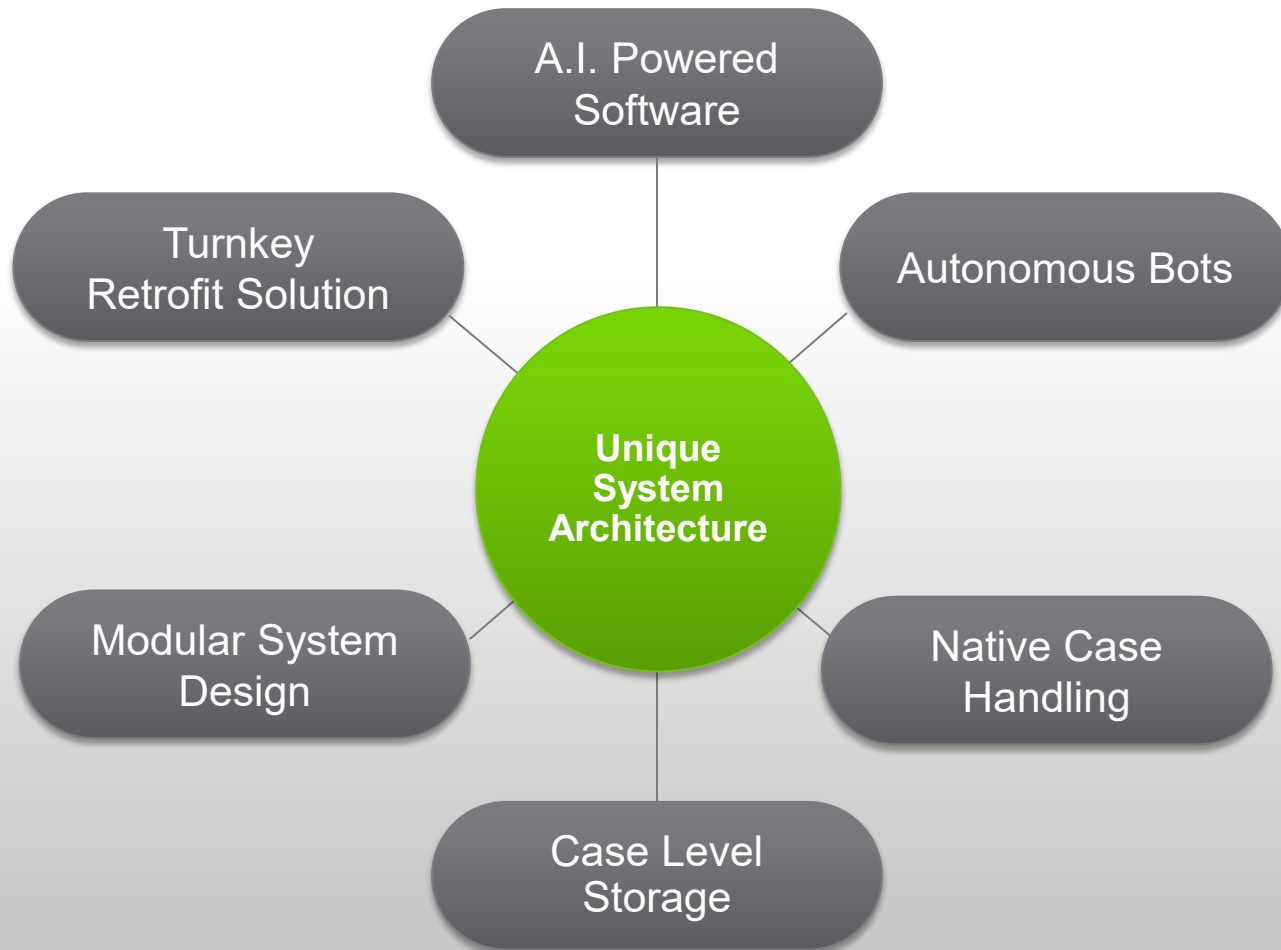 A.I. Powered
Software
Turnkey
Retrofit Solution
Autonomous Bots
Unique
System
Architecture
Modular System
Design
Native Case
Handling
Case Level
Storage